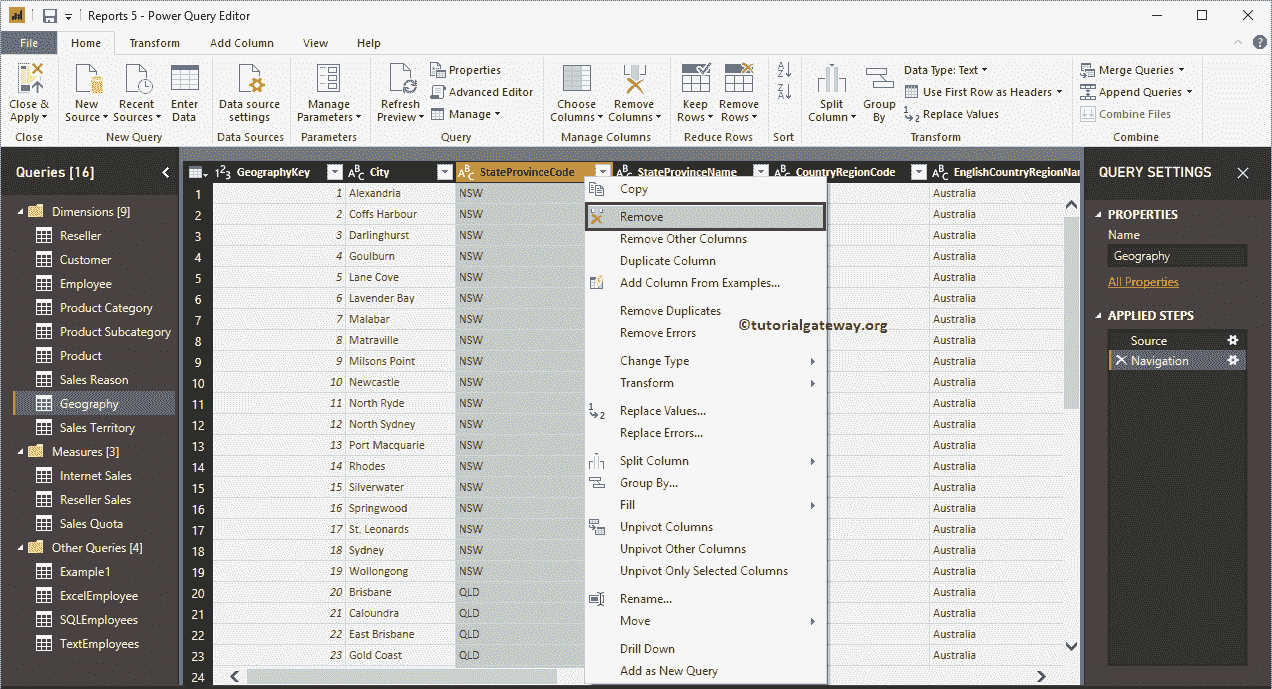 Reports 5 - Power Query Editor
File Home Transform Add Column View Help
Close & Apply
New Source
Recent Sources
Enter Data
Data source settings
Manage Parameters
Refresh Preview
Properties
Advanced Editor
Manage
Choose Columns
Remove Columns
Keep Rows
Remove Rows
Split Column
Group By
Data Type: Text
Use First Row as Headers
Replace Values
Merge Queries
Append Queries
Combine Files
Close New Query Data Sources Parameters Query Manage Columns Reduce Rows Sort Transform Combine
Queries [16]
Dimensions [9]
Reseller
Customer
Employee
Product Category
Product Subcategory
Product
Sales Reason
Geography
Sales Territory
Measures [3]
Internet Sales
Reseller Sales
Sales Quota
Other Queries [4]
Example1
ExcelEmployee
SQLEmployees
TextEmployees
GeographyKey City StateProvinceCode StateProvinceName CountryRegionCode EnglishCountryRegionNar
1 1 Alexandria NSW Australia
2 2 Coffs Harbour NSW Australia
3 3 Darlinghurst NSW Australia
4 4 Goulburn NSW Australia
5 5 Lane Cove NSW Australia
6 6 Lavender Bay NSW Australia
7 7 Malabar NSW Australia
8 8 Matraville NSW Australia
9 9 Milsons Point NSW Australia
10 10 Newcastle NSW Australia
11 11 North Ryde NSW Australia
12 12 North Sydney NSW Australia
13 13 Port Macquarie NSW Australia
14 14 Rhodes NSW Australia
15 15 Silverwater NSW Australia
16 16 Springwood NSW Australia
17 17 St. Leonards NSW Australia
18 18 Sydney NSW Australia
19 19 Wollongong NSW Australia
20 20 Brisbane QLD Australia
21 21 Caloundra QLD Australia
22 22 East Brisbane QLD Australia
23 23 Gold Coast QLD Australia
24
Copy
Remove
Remove Other Columns
Duplicate Column
Add Column From Examples...
Remove Duplicates
Remove Errors
Change Type
Transform
Replace Values...
Replace Errors...
Split Column
Group By...
Fill
Unpivot Columns
Unpivot Other Columns
Unpivot Only Selected Columns
Rename...
Move
Drill Down
Add as New Query
©tutorialgateway.org
QUERY SETTINGS
PROPERTIES
Name
Geography
All Properties
APPLIED STEPS
Source
Navigation